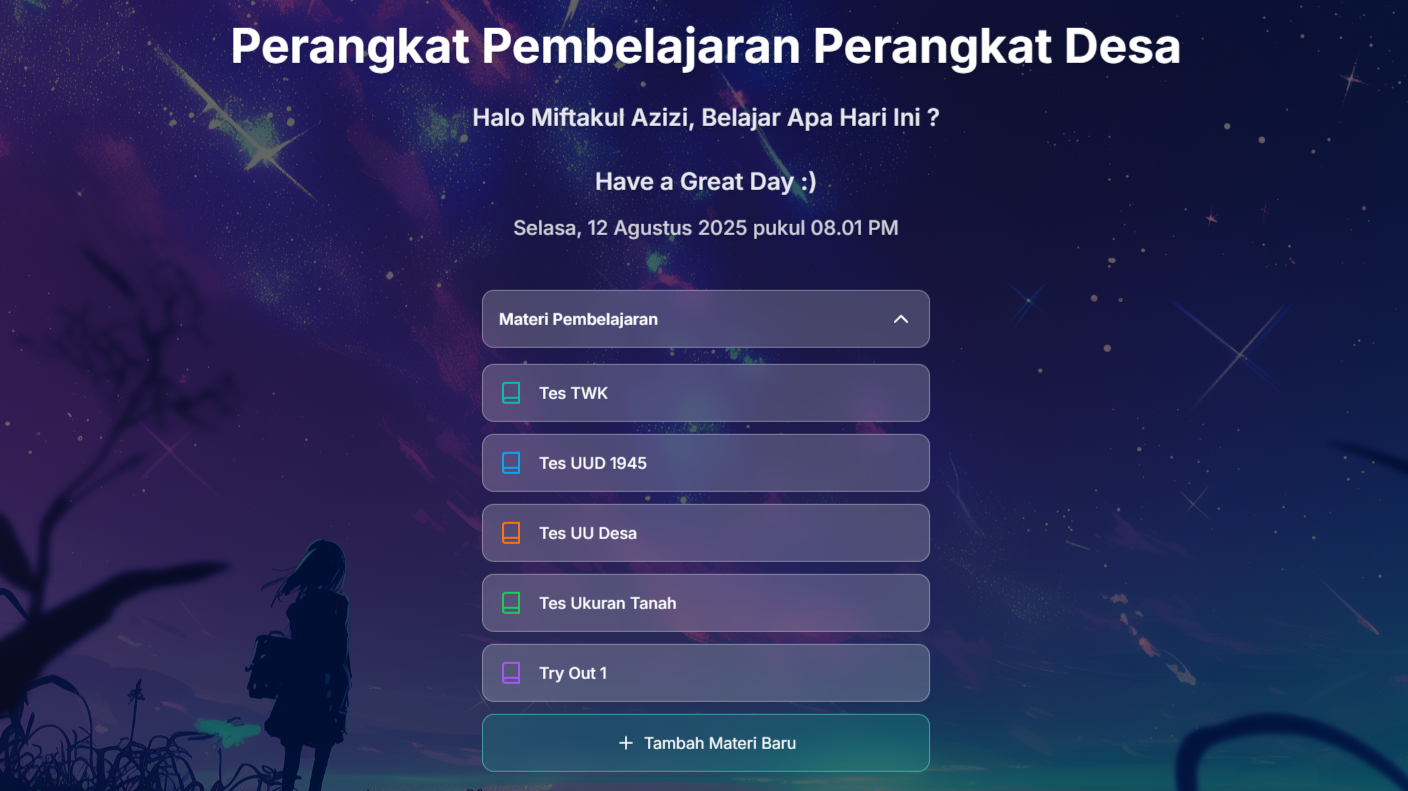 Perangkat Pembelajaran Perangkat Desa
Halo Miftakul Azizi, Belajar Apa Hari Ini ?
Have a Great Day :)
Selasa, 12 Agustus 2025 pukul 08.01 PM
Materi Pembelajaran
Tes TWK
Tes UUD 1945
Tes UU Desa
Tes Ukuran Tanah
Try Out 1
+ Tambah Materi Baru